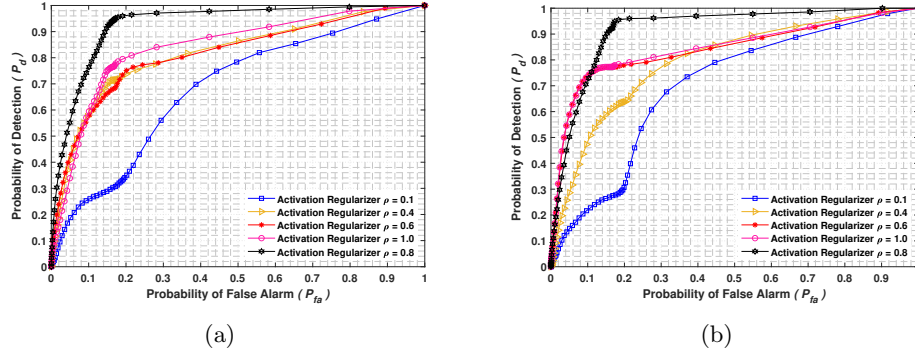 1
0.9
0.8
0.7
0.6
0.5
0.4
0.3
0.2
0.1
0
Probability of Detection (P_d)
Activation Regularizer ρ = 0.1
Activation Regularizer ρ = 0.4
Activation Regularizer ρ = 0.6
Activation Regularizer ρ = 1.0
Activation Regularizer ρ = 0.8
0 0.1 0.2 0.3 0.4 0.5 0.6 0.7 0.8 0.9 1
Probability of False Alarm (P_fa)
(a)
1
0.9
0.8
0.7
0.6
0.5
0.4
0.3
0.2
0.1
0
Probability of Detection (P_d)
Activation Regularizer ρ = 0.1
Activation Regularizer ρ = 0.4
Activation Regularizer ρ = 0.6
Activation Regularizer ρ = 1.0
Activation Regularizer ρ = 0.8
0 0.1 0.2 0.3 0.4 0.5 0.6 0.7 0.8 0.9
Probability of False Alarm (P_fa)
(b)